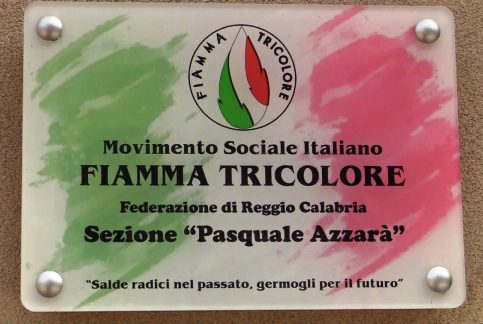 FIAMMA TRICOLORE
Movimento Sociale Italiano
FIAMMA TRICOLORE
Federazione di Reggio Calabria
Sezione “Pasquale Azzarà”
“Salde radici nel passato, germogli per il futuro”